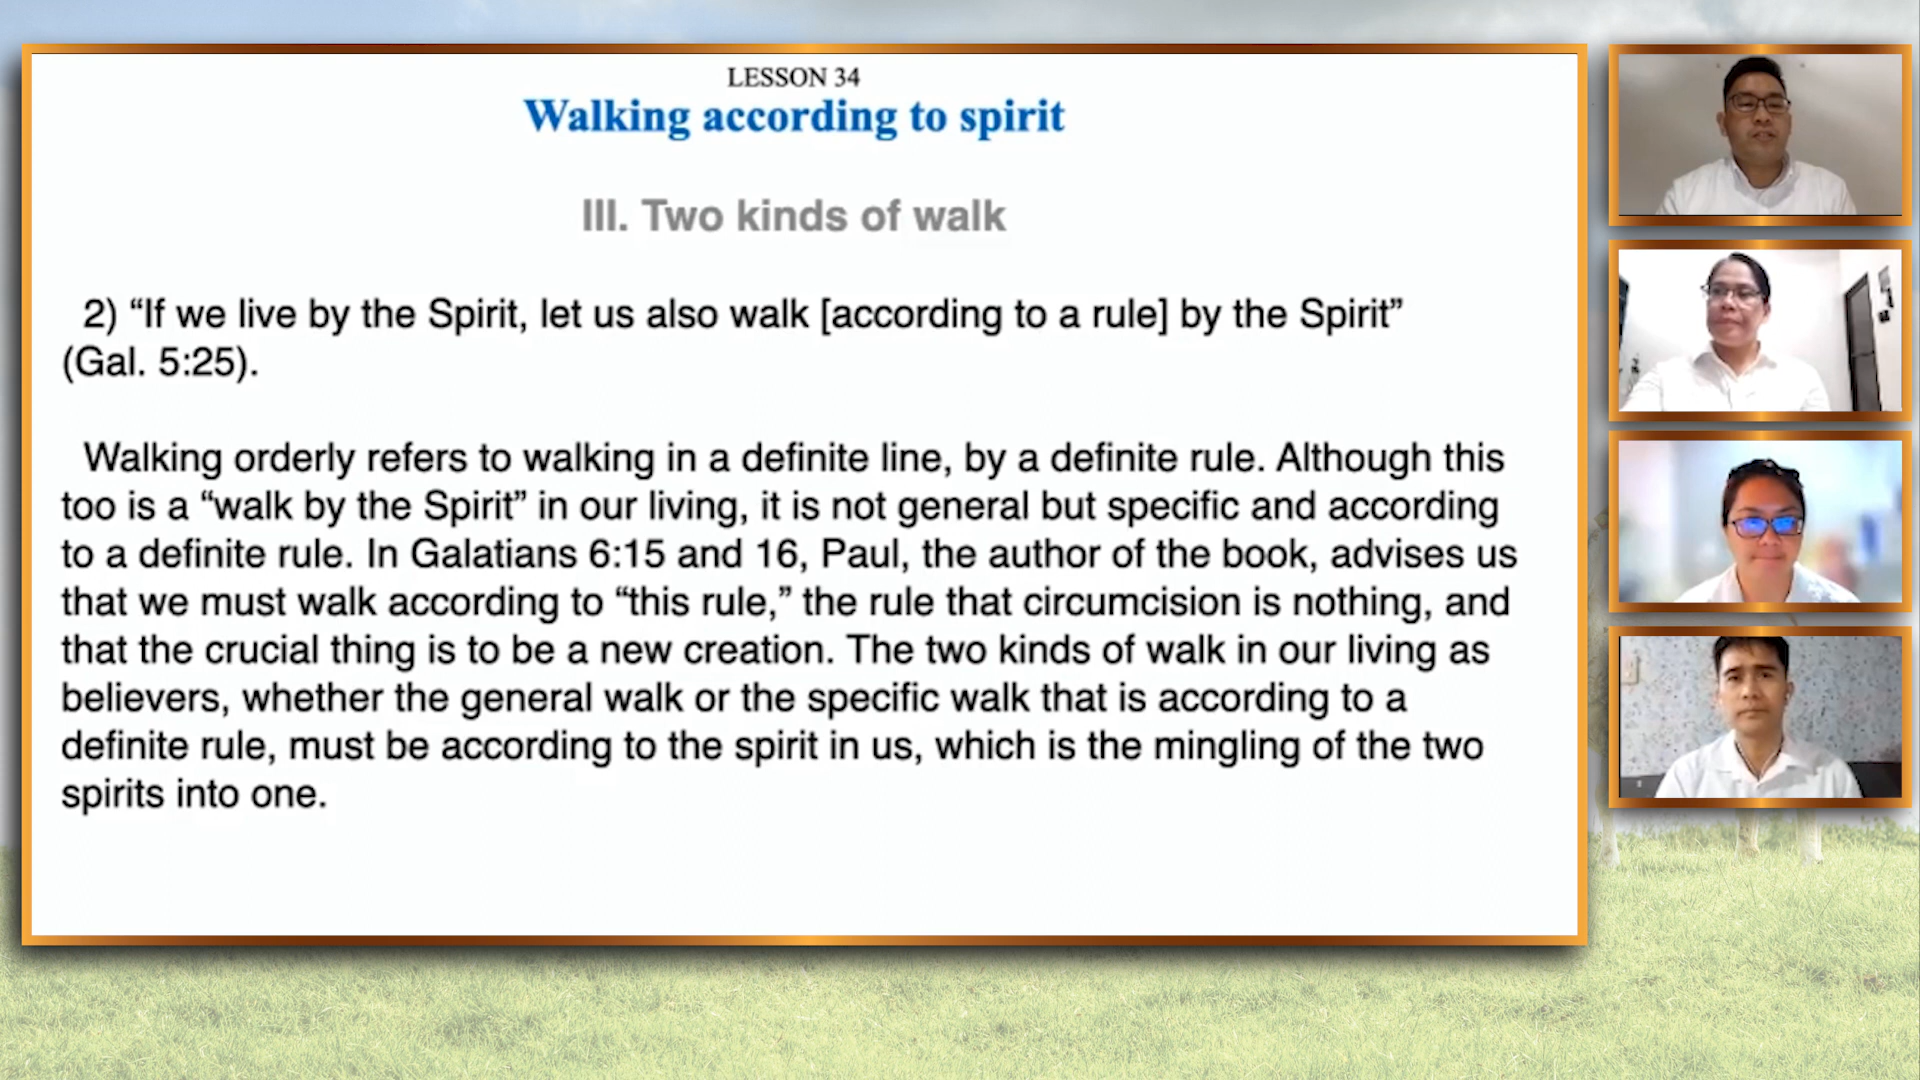 LESSON 34
Walking according to spirit
III. Two kinds of walk
2) “If we live by the Spirit, let us also walk [according to a rule] by the Spirit”
(Gal. 5:25).
Walking orderly refers to walking in a definite line, by a definite rule. Although this
too is a “walk by the Spirit” in our living, it is not general but specific and according
to a definite rule. In Galatians 6:15 and 16, Paul, the author of the book, advises us
that we must walk according to “this rule,” the rule that circumcision is nothing, and
that the crucial thing is to be a new creation. The two kinds of walk in our living as
believers, whether the general walk or the specific walk that is according to a
definite rule, must be according to the spirit in us, which is the mingling of the two
spirits into one.